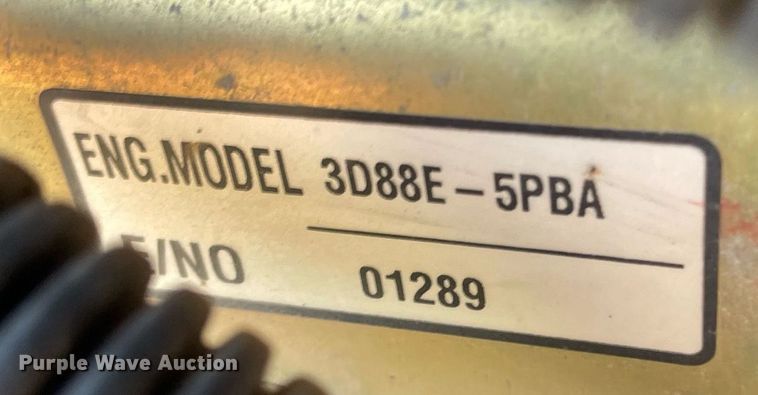 ENG.MODEL 3D88E-5PBA
E/NO 01289
Purple Wave Auction